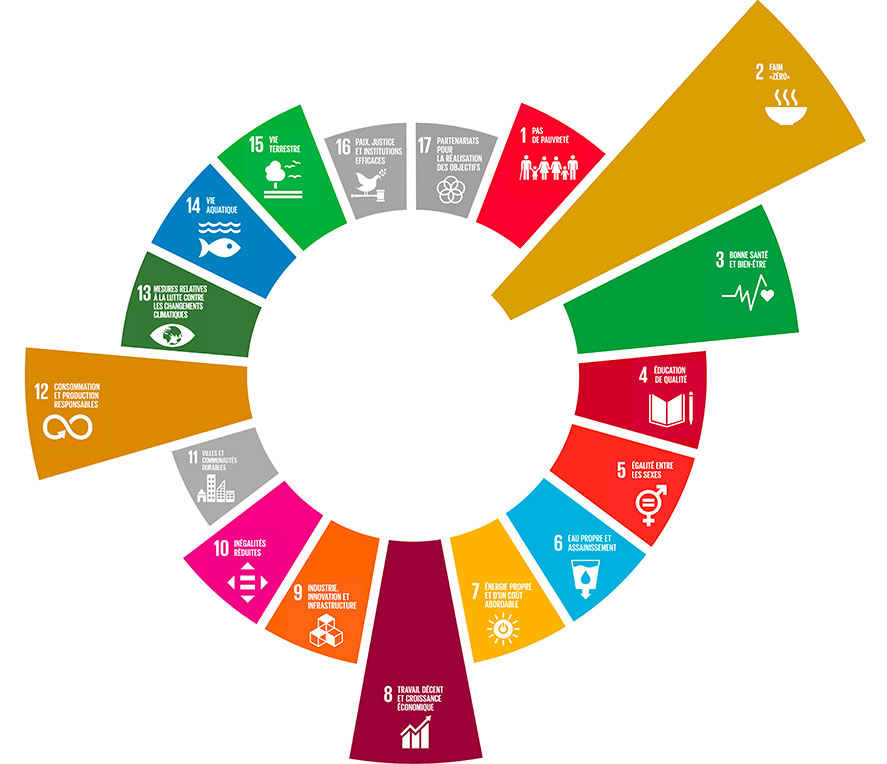 1 PAS
DE PAUVRETÉ
2 FAIM
«ZÉRO»
3 BONNE SANTÉ
ET BIEN-ÊTRE
4 ÉDUCATION
DE QUALITÉ
5 ÉGALITÉ ENTRE
LES SEXES
6 EAU PROPRE ET
ASSAINISSEMENT
7 ÉNERGIE PROPRE
ET D'UN COÛT
ABORDABLE
8 TRAVAIL DÉCENT
ET CROISSANCE
ÉCONOMIQUE
9 INDUSTRIE,
INNOVATION ET
INFRASTRUCTURE
10 INÉGALITÉS
RÉDUITES
11 VILLES ET
COMMUNAUTÉS
DURABLES
12 CONSOMMATION
ET PRODUCTION
RESPONSABLES
13 MESURES RELATIVES
À LA LUTTE CONTRE
LES CHANGEMENTS
CLIMATIQUES
14 VIE
AQUATIQUE
15 VIE
TERRESTRE
16 PAIX, JUSTICE
ET INSTITUTIONS
EFFICACES
17 PARTENARIATS
POUR
LA RÉALISATION
DES OBJECTIFS